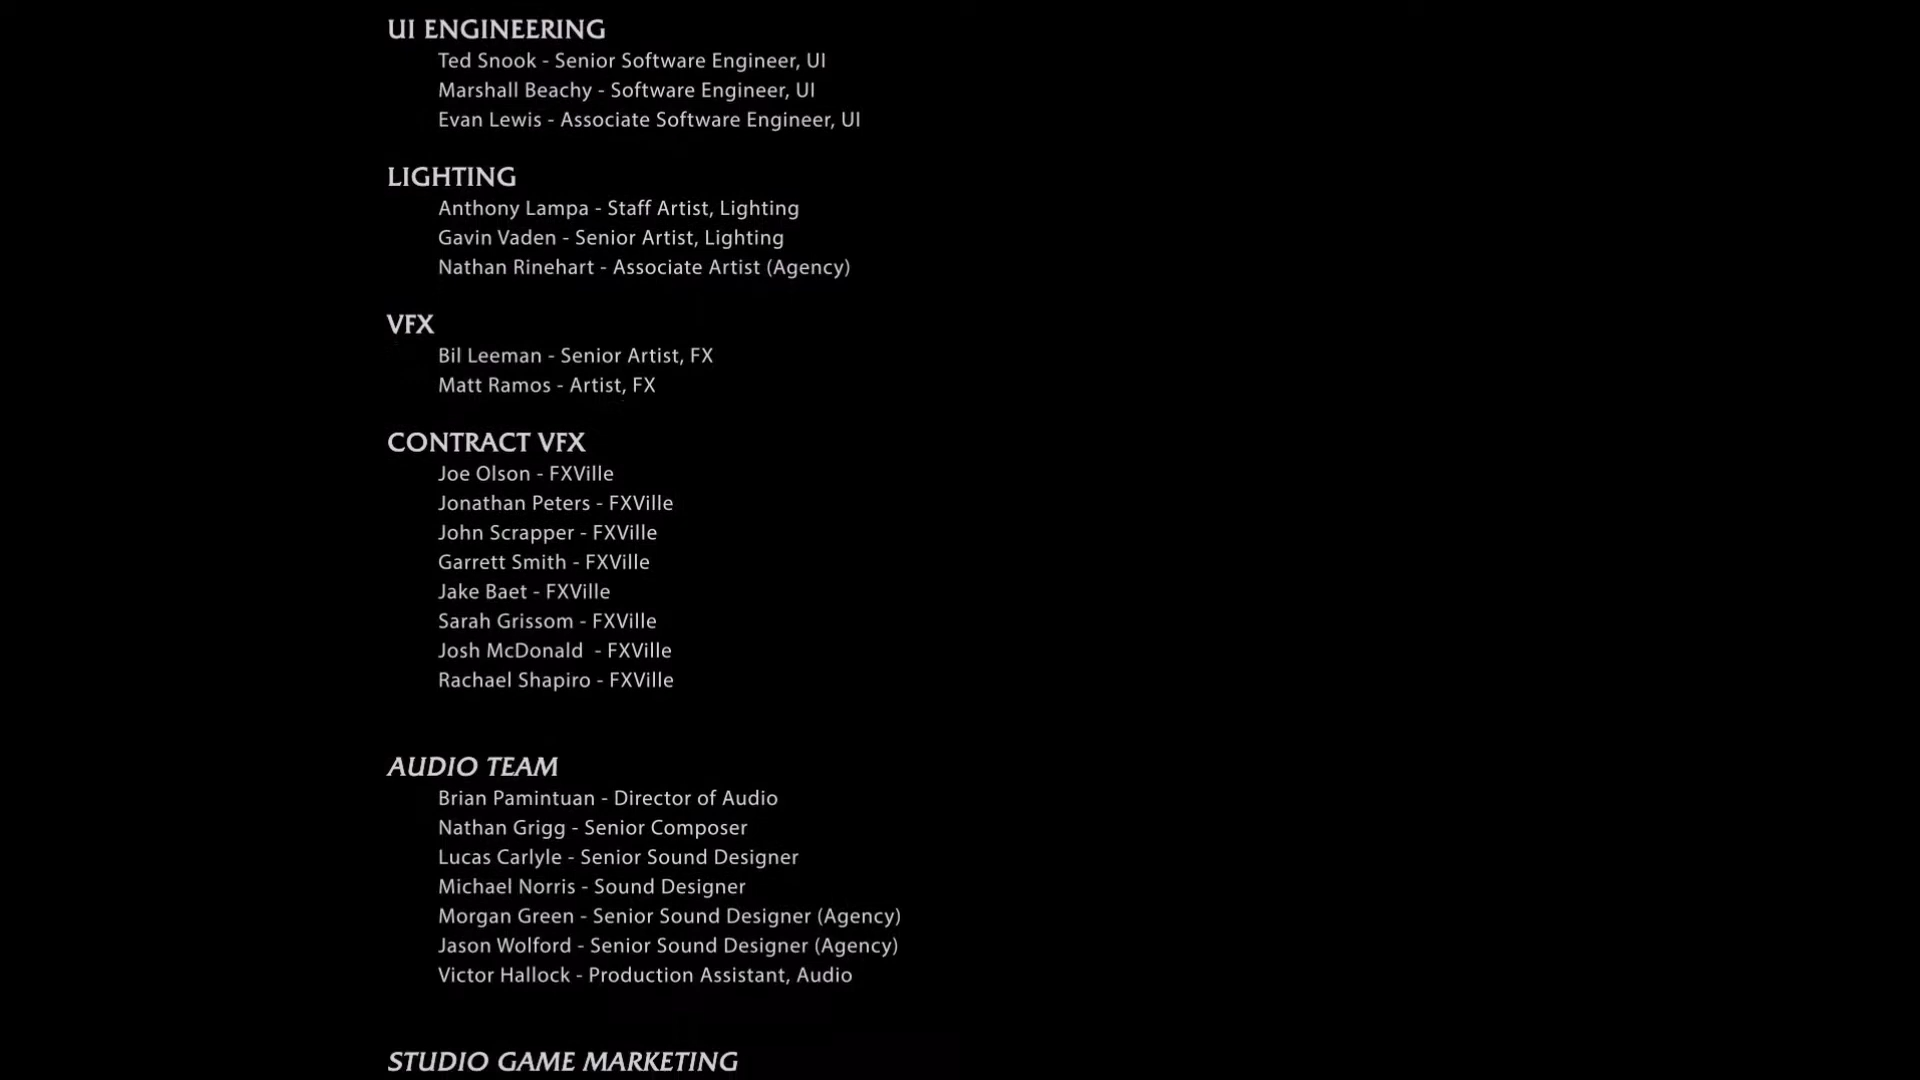 UI ENGINEERING
Ted Snook - Senior Software Engineer, UI
Marshall Beachy - Software Engineer, UI
Evan Lewis - Associate Software Engineer, UI
LIGHTING
Anthony Lampa - Staff Artist, Lighting
Gavin Vaden - Senior Artist, Lighting
Nathan Rinehart - Associate Artist (Agency)
VFX
Bil Leeman - Senior Artist, FX
Matt Ramos - Artist, FX
CONTRACT VFX
Joe Olson - FXVille
Jonathan Peters - FXVille
John Scrapper - FXVille
Garrett Smith - FXVille
Jake Baet - FXVille
Sarah Grissom - FXVille
Josh McDonald  - FXVille
Rachael Shapiro - FXVille
AUDIO TEAM
Brian Pamintuan - Director of Audio
Nathan Grigg - Senior Composer
Lucas Carlyle - Senior Sound Designer
Michael Norris - Sound Designer
Morgan Green - Senior Sound Designer (Agency)
Jason Wolford - Senior Sound Designer (Agency)
Victor Hallock - Production Assistant, Audio
STUDIO GAME MARKETING